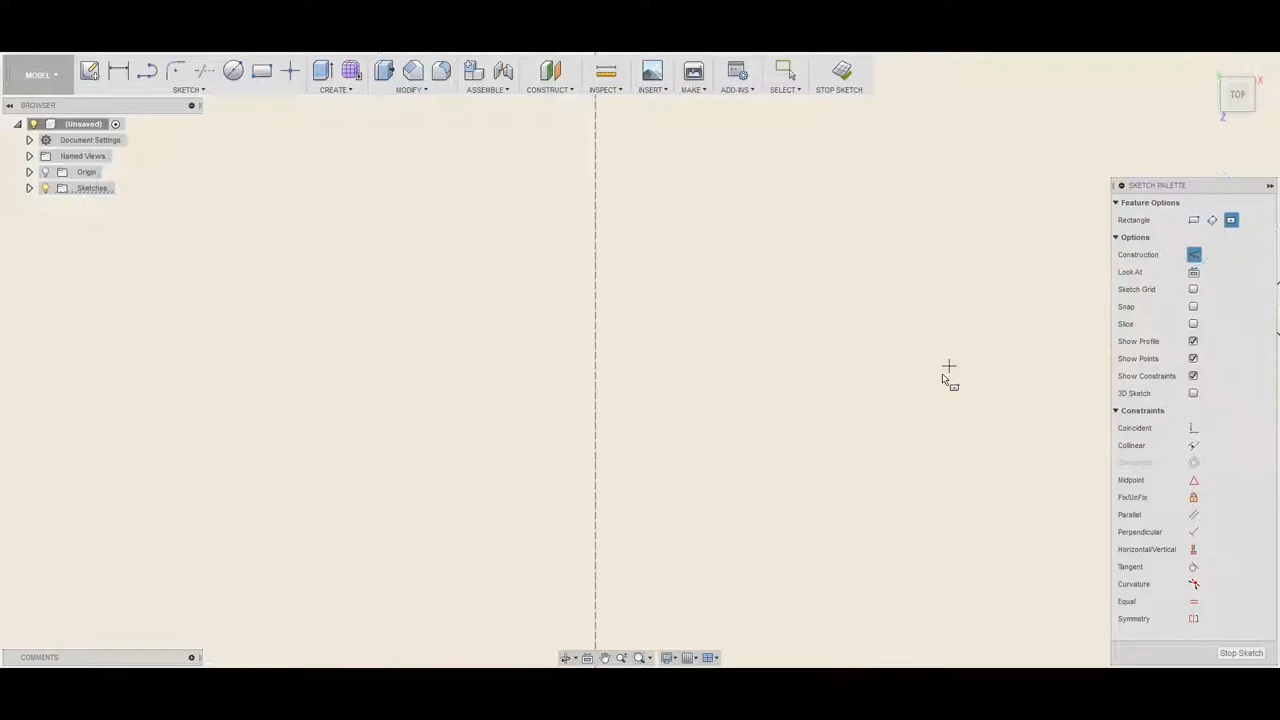 MODEL
SKETCH
CREATE
MODIFY
ASSEMBLE
CONSTRUCT
INSPECT
INSERT
MAKE
ADD-INS
SELECT
STOP SKETCH
TOP
X
Z
BROWSER
(Unsaved)
Document Settings
Named Views
Origin
Sketches
SKETCH PALETTE
Feature Options
Rectangle
Options
Construction
Look At
Sketch Grid
Snap
Slice
Show Profile
Show Points
Show Constraints
3D Sketch
Constraints
Coincident
Collinear
Concentric
Midpoint
Fix/UnFix
Parallel
Perpendicular
Horizontal/Vertical
Tangent
Curvature
Equal
Symmetry
Stop Sketch
COMMENTS